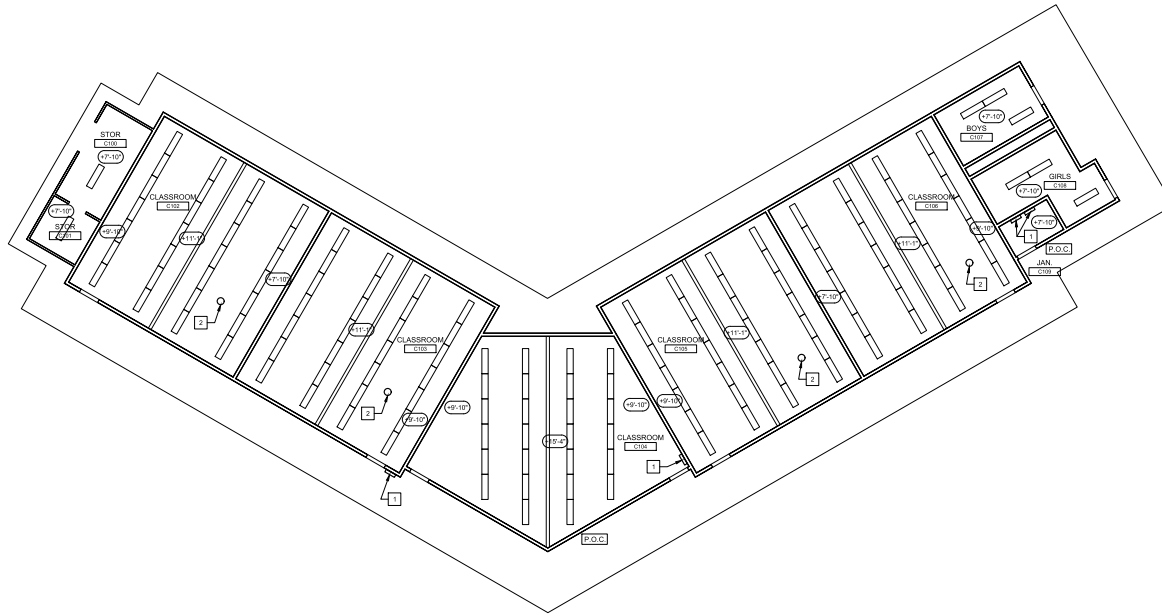 STOR
C100
+7'-10"
+7'-10"
STOR
C101
CLASSROOM
C102
+9'-10"
+11'-1"
2
+7'-10"
+11'-1"
CLASSROOM
C103
2
+9'-10"
1
+9'-10"
+15'-4"
+9'-10"
CLASSROOM
C104
1
P.O.C.
+9'-10"
CLASSROOM
C105
+11'-1"
2
+7'-10"
CLASSROOM
C106
+11'-1"
+9'-10"
2
BOYS
C107
+7'-10"
GIRLS
C108
+7'-10"
+7'-10"
1
P.O.C.
JAN.
C109